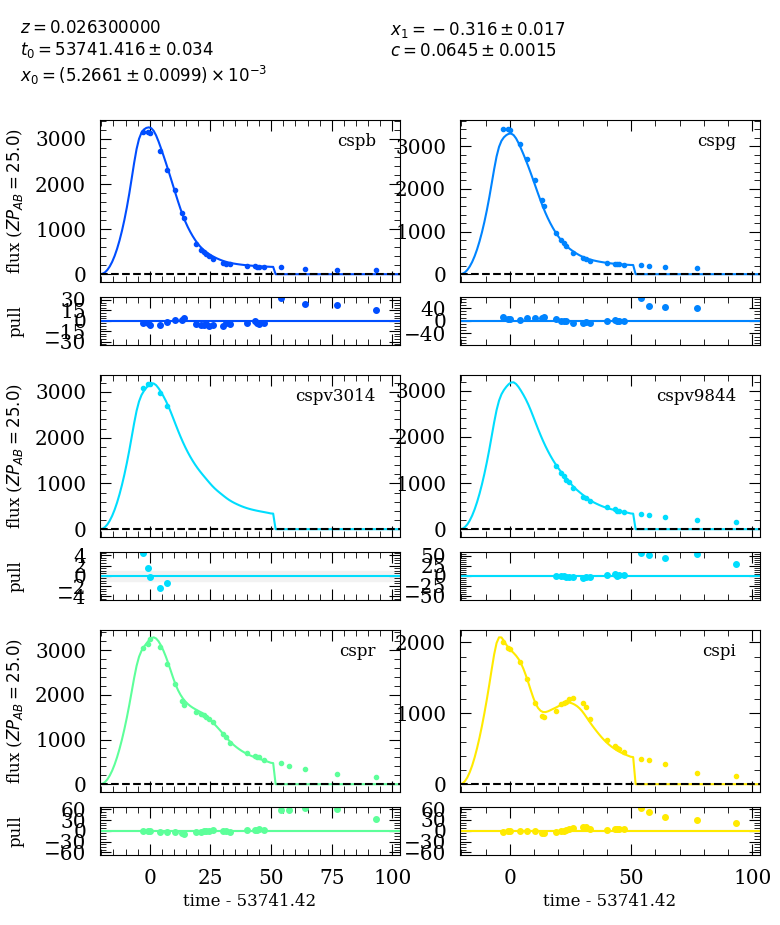 z = 0.026300000
t₀ = 53741.416 ± 0.034
x₀ = (5.2661 ± 0.0099) × 10⁻³
x₁ = −0.316 ± 0.017
c = 0.0645 ± 0.0015
cspb
3000
2000
1000
0
flux (ZP_AB = 25.0)
cspg
3000
2000
1000
0
30
15
0
−15
−30
pull
40
0
−40
cspv3014
3000
2000
1000
0
flux (ZP_AB = 25.0)
cspv9844
3000
2000
1000
0
4
2
0
−2
−4
pull
50
25
0
−25
−50
cspr
3000
2000
1000
0
flux (ZP_AB = 25.0)
cspi
2000
1000
0
60
30
0
−30
−60
pull
60
30
0
−30
−60
0 25 50 75 100
time - 53741.42
0 50 100
time - 53741.42